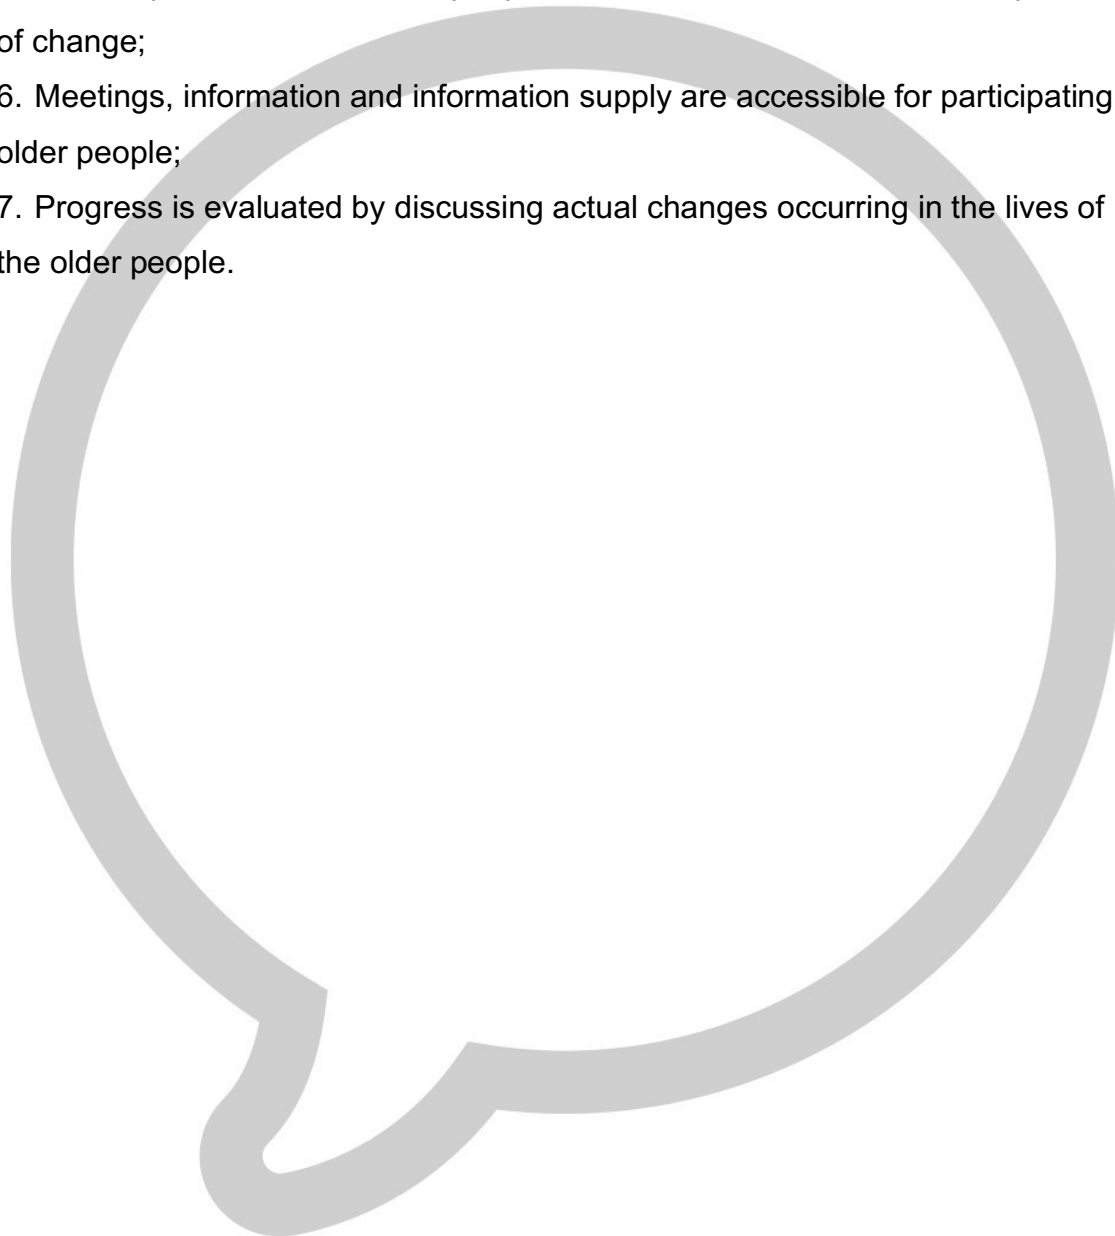 of change;
6. Meetings, information and information supply are accessible for participating
older people;
7. Progress is evaluated by discussing actual changes occurring in the lives of
the older people.